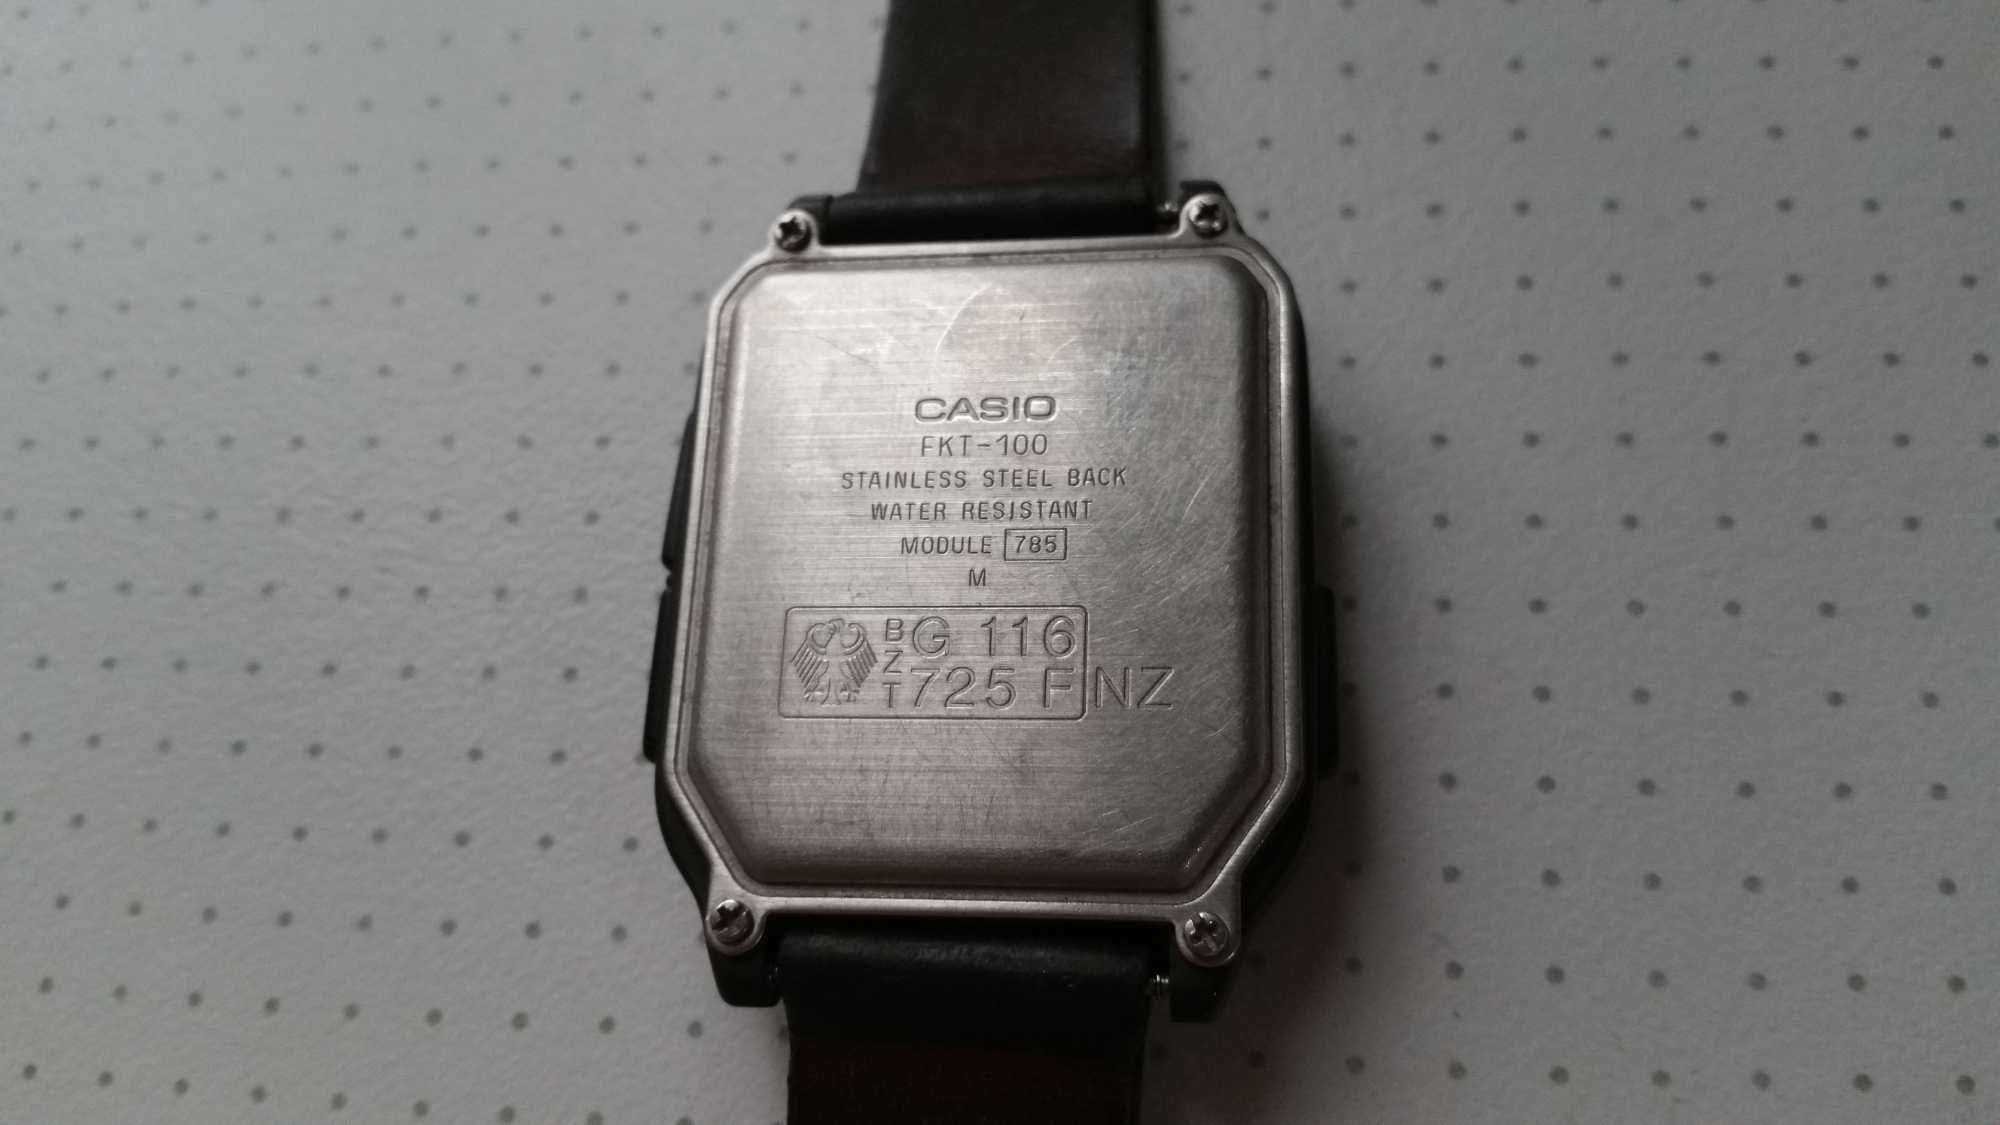 CASIO
FKT-100
STAINLESS STEEL BACK
WATER RESISTANT
MODULE 785
M
BZT G 116
725 F NZ